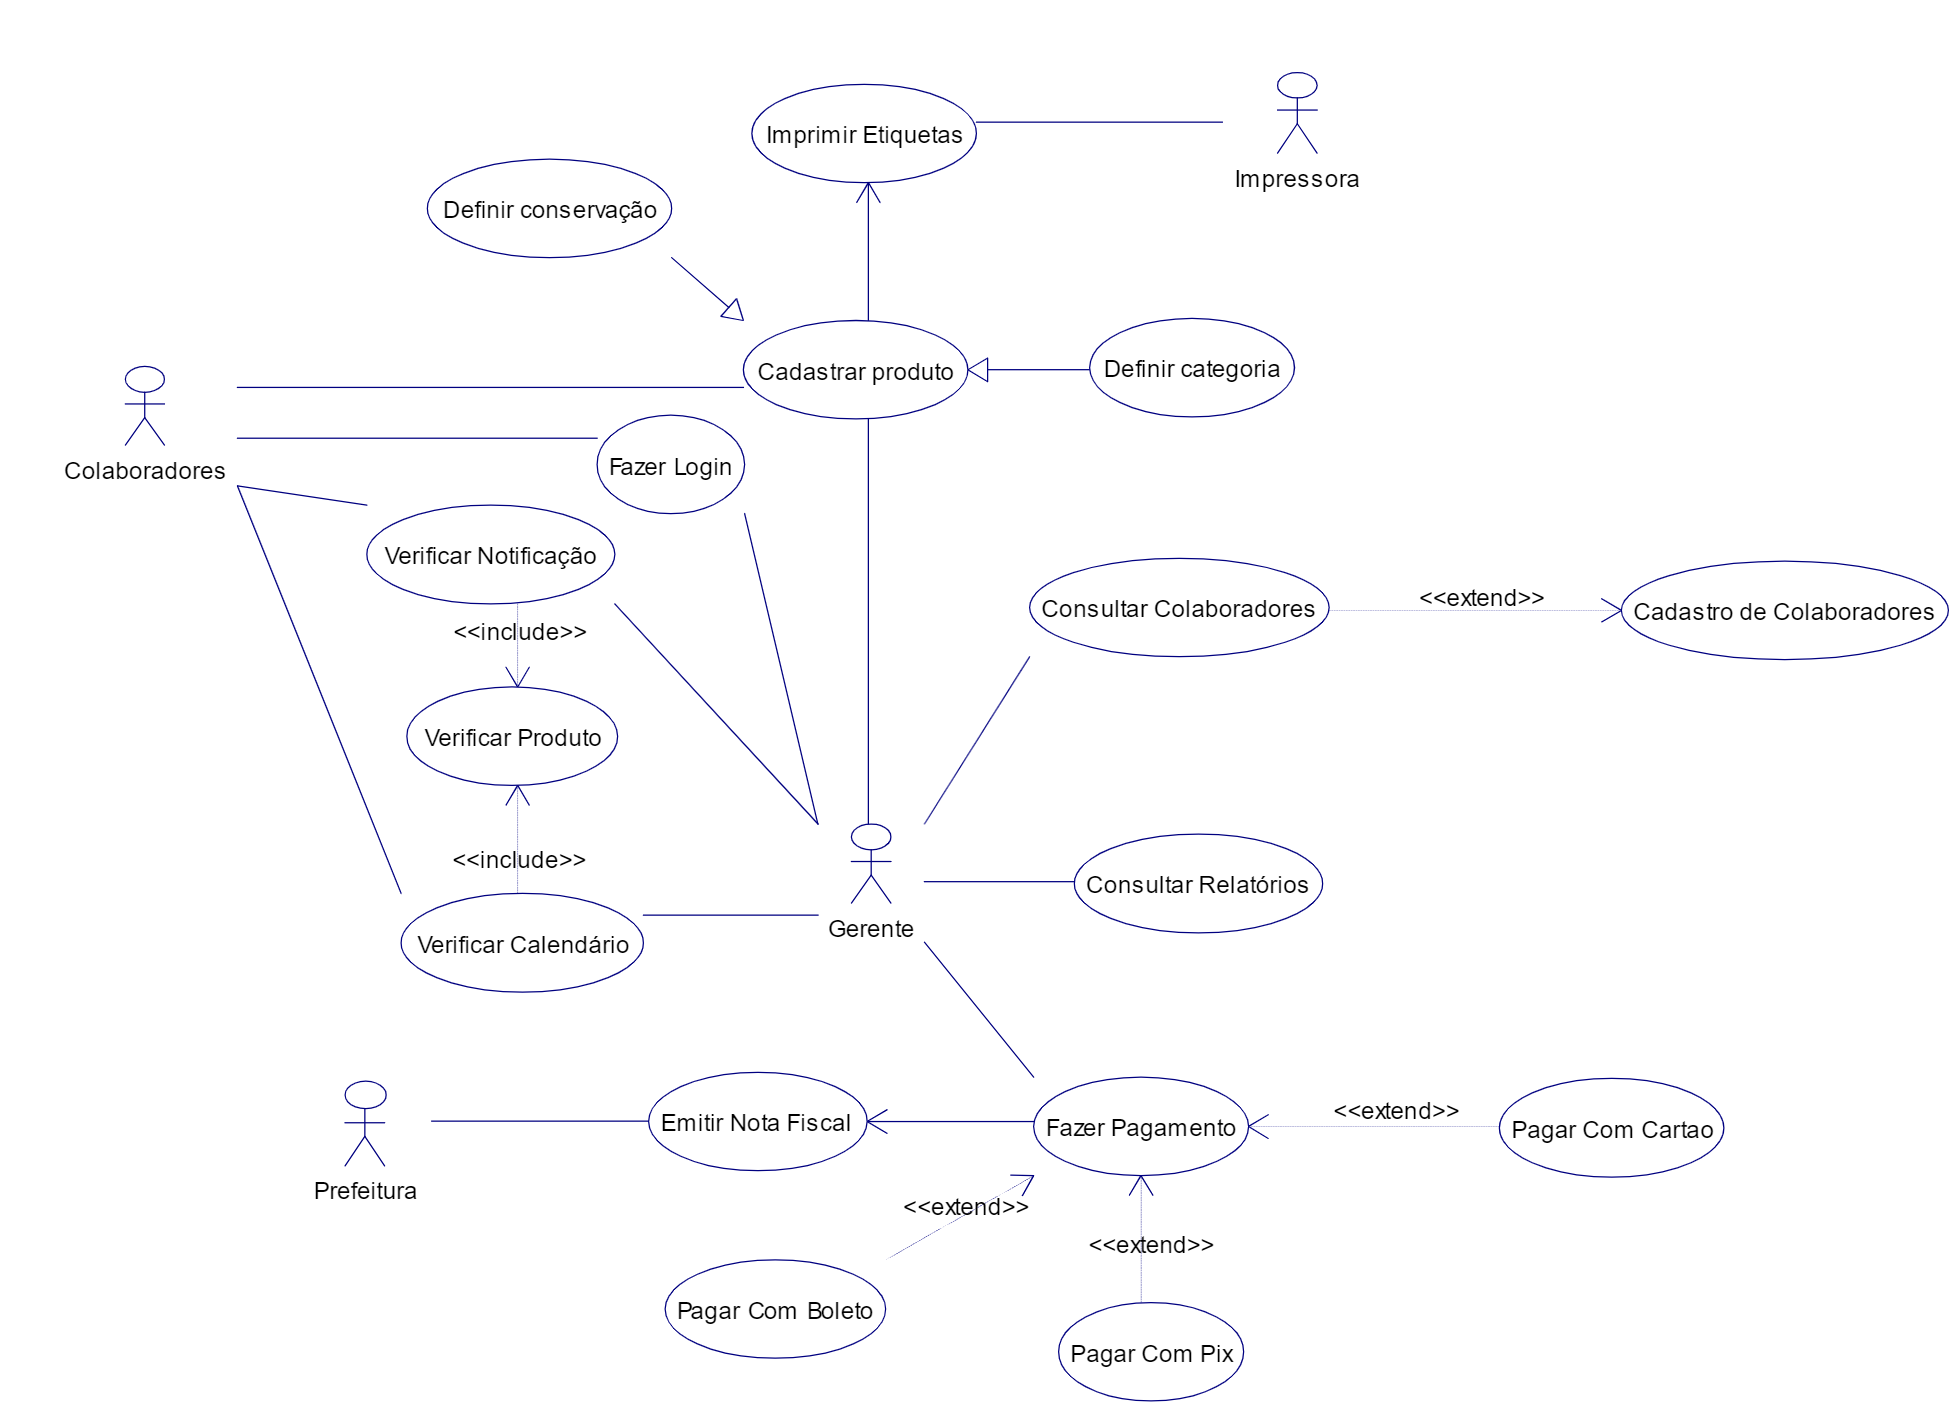 Imprimir Etiquetas
Impressora
Definir conservação
Cadastrar produto
Definir categoria
Colaboradores
Fazer Login
Verificar Notificação
<<include>>
Verificar Produto
<<include>>
Verificar Calendário
Consultar Colaboradores
<<extend>>
Cadastro de Colaboradores
Gerente
Consultar Relatórios
Prefeitura
Emitir Nota Fiscal
Fazer Pagamento
<<extend>>
Pagar Com Cartao
<<extend>>
Pagar Com Boleto
<<extend>>
Pagar Com Pix